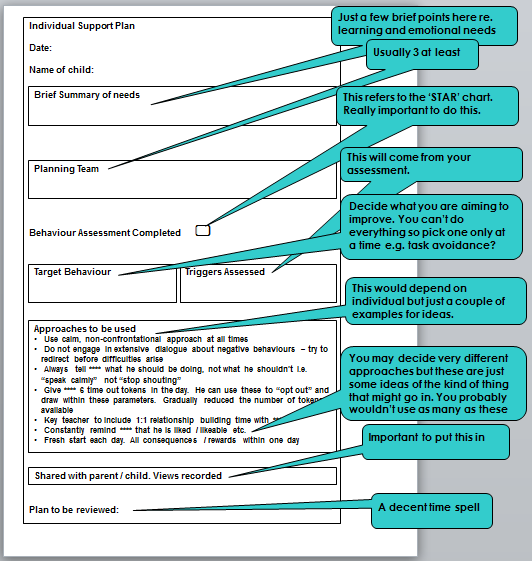 Individual Support Plan
Date:
Name of child:
Brief Summary of needs
Planning Team
Behaviour Assessment Completed
Target Behaviour
Triggers Assessed
Approaches to be used
• Use calm, non-confrontational approach at all times
• Do not engage in extensive dialogue about negative behaviours – try to
redirect before difficulties arise
• Always tell **** what he should be doing, not what he shouldn't i.e.
"speak calmly" not "stop shouting"
• Give **** 6 time out tokens in the day. He can use these to "opt out" and
draw within these parameters. Gradually reduced the number of tokens
available
• Key teacher to include 1:1 relationship building time with
• Constantly remind **** that he is liked / likeable etc.
• Fresh start each day. All consequences / rewards within one day
Shared with parent / child. Views recorded
Plan to be reviewed:
Just a few brief points here re.
learning and emotional needs
Usually 3 at least
This refers to the 'STAR' chart.
Really important to do this.
This will come from your
assessment.
Decide what you are aiming to
improve. You can't do
everything so pick one only at
a time e.g. task avoidance?
This would depend on
individual but just a couple of
examples for ideas.
You may decide very different
approaches but these are just
some ideas of the kind of thing
that might go in. You probably
wouldn't use as many as these
Important to put this in
A decent time spell